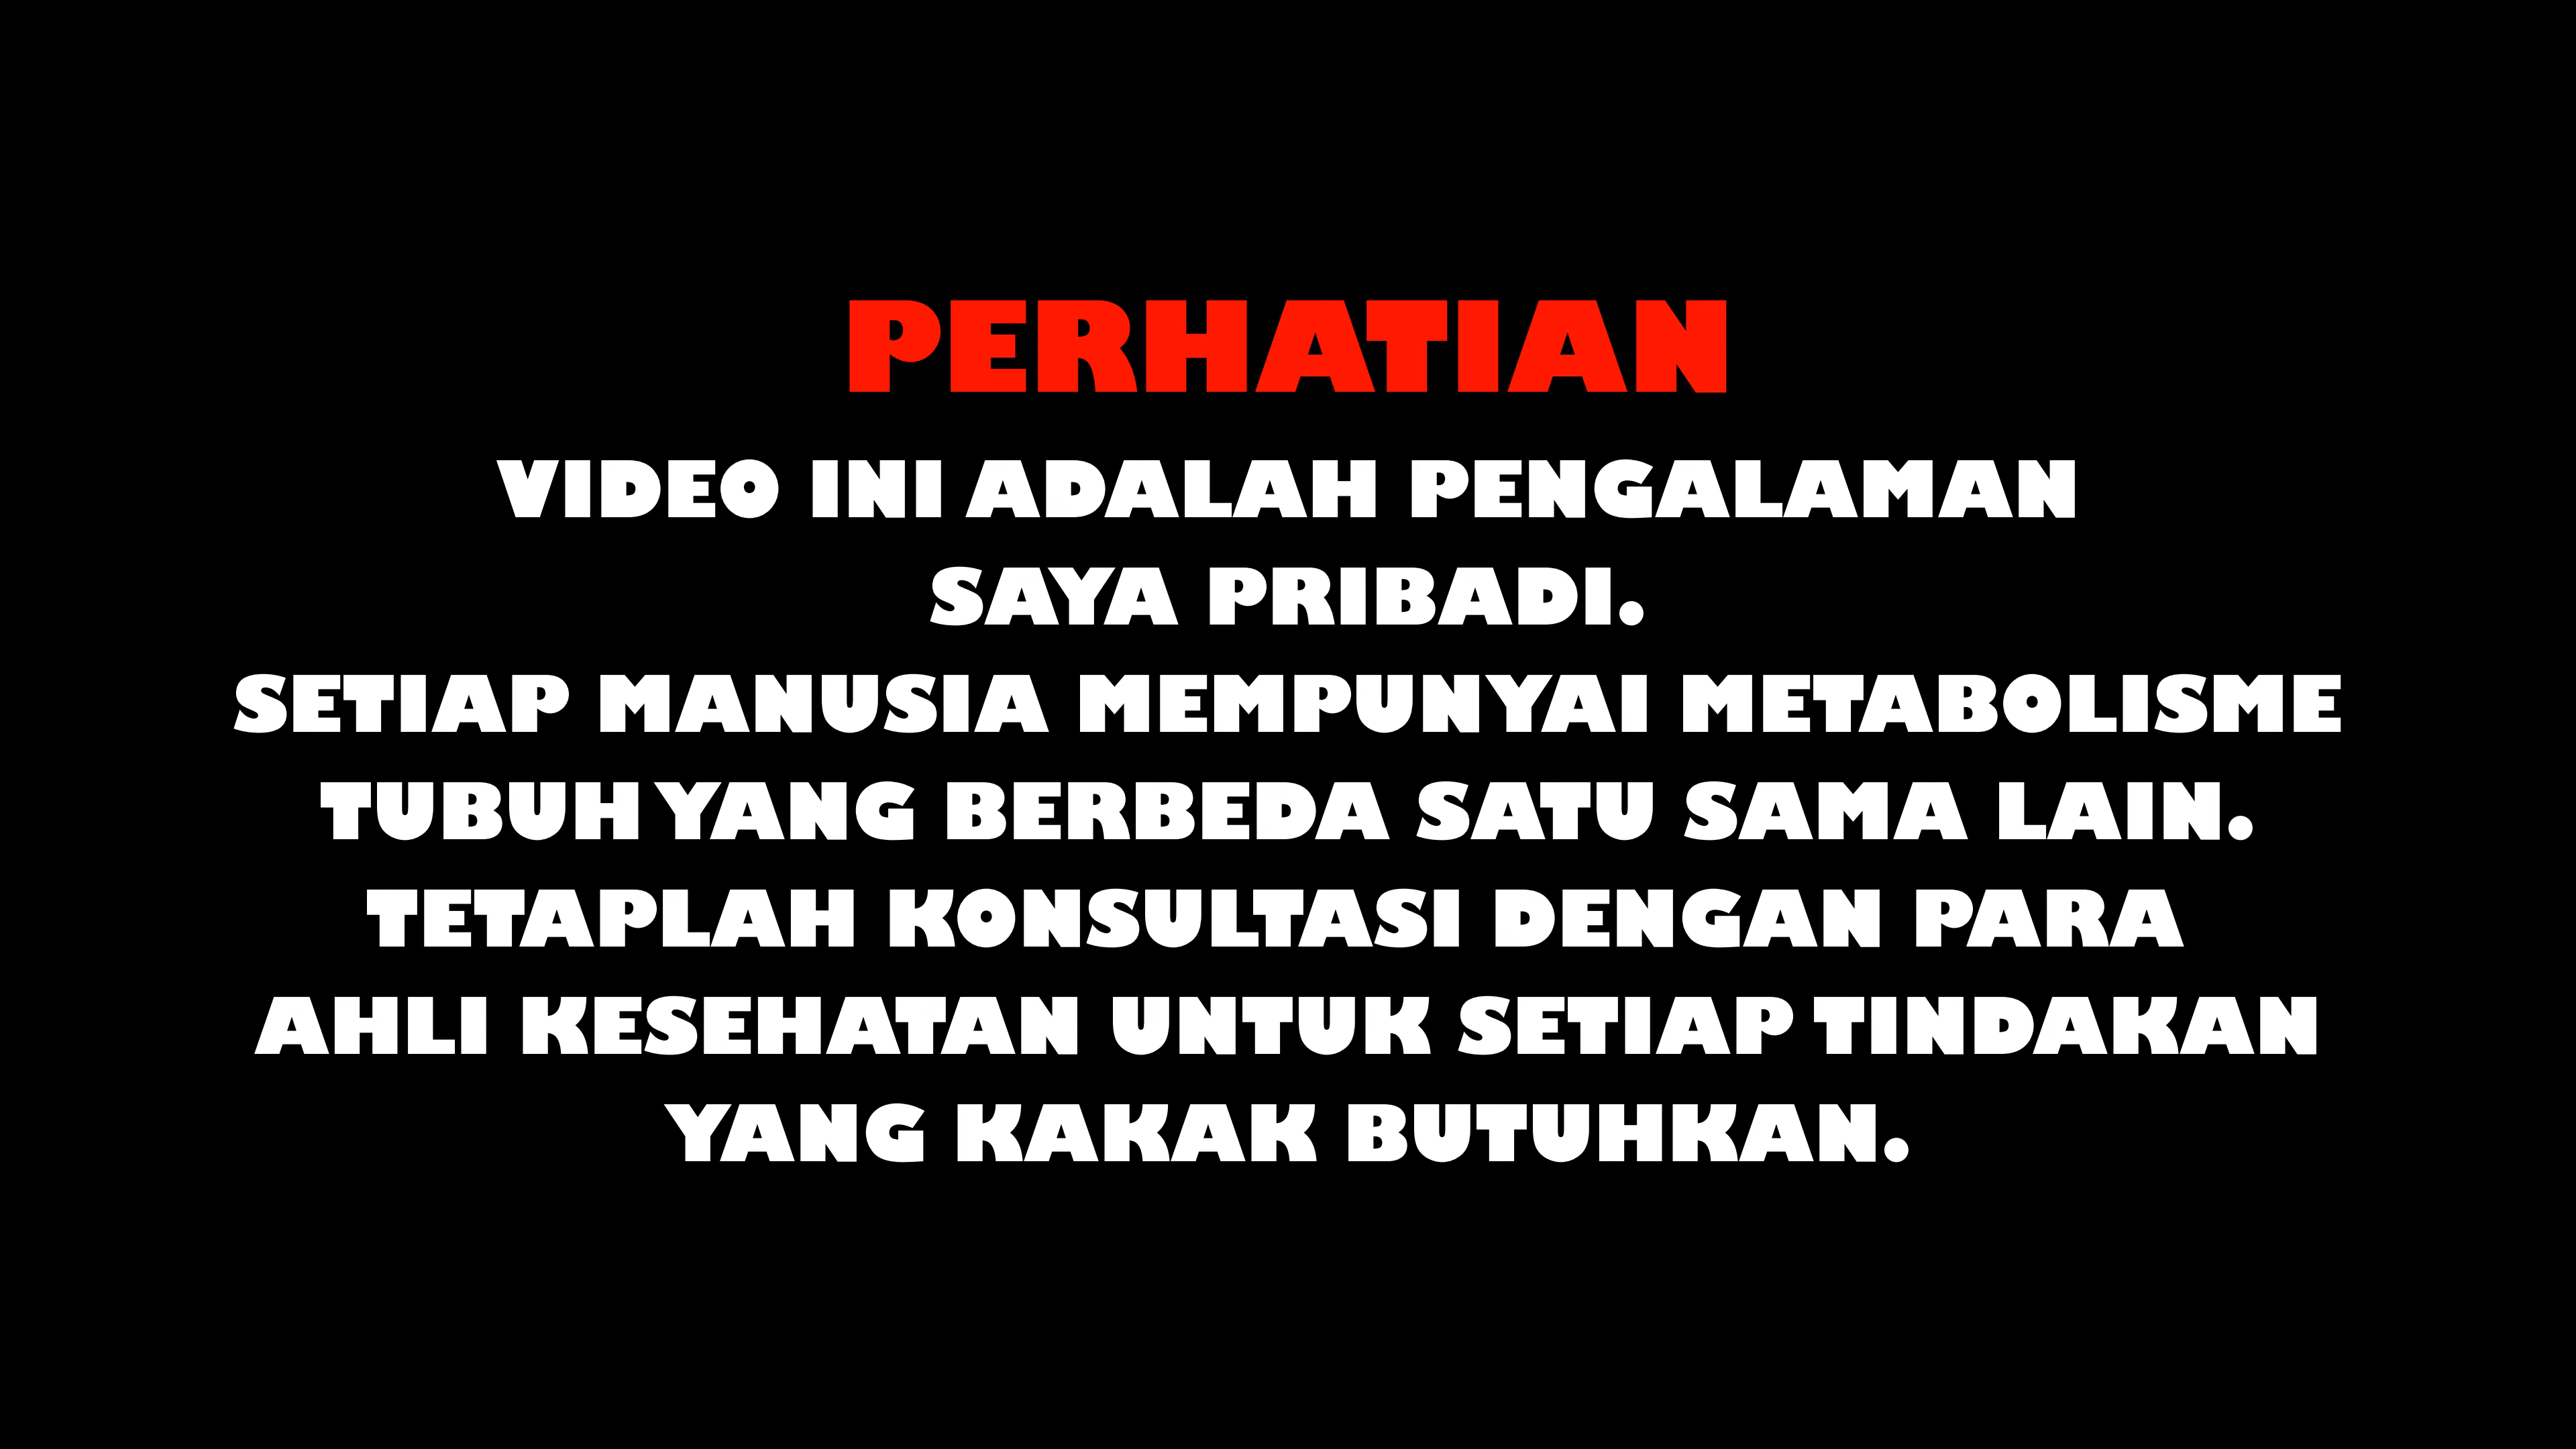 PERHATIAN
VIDEO INI ADALAH PENGALAMAN
SAYA PRIBADI.
SETIAP MANUSIA MEMPUNYAI METABOLISME
TUBUH YANG BERBEDA SATU SAMA LAIN.
TETAPLAH KONSULTASI DENGAN PARA
AHLI KESEHATAN UNTUK SETIAP TINDAKAN
YANG KAKAK BUTUHKAN.